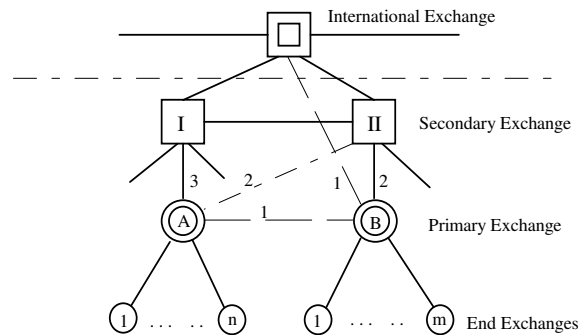 International Exchange
I II Secondary Exchange
3 2 1 2
1
A B Primary Exchange
1 .... .. n 1 .... .. m End Exchanges